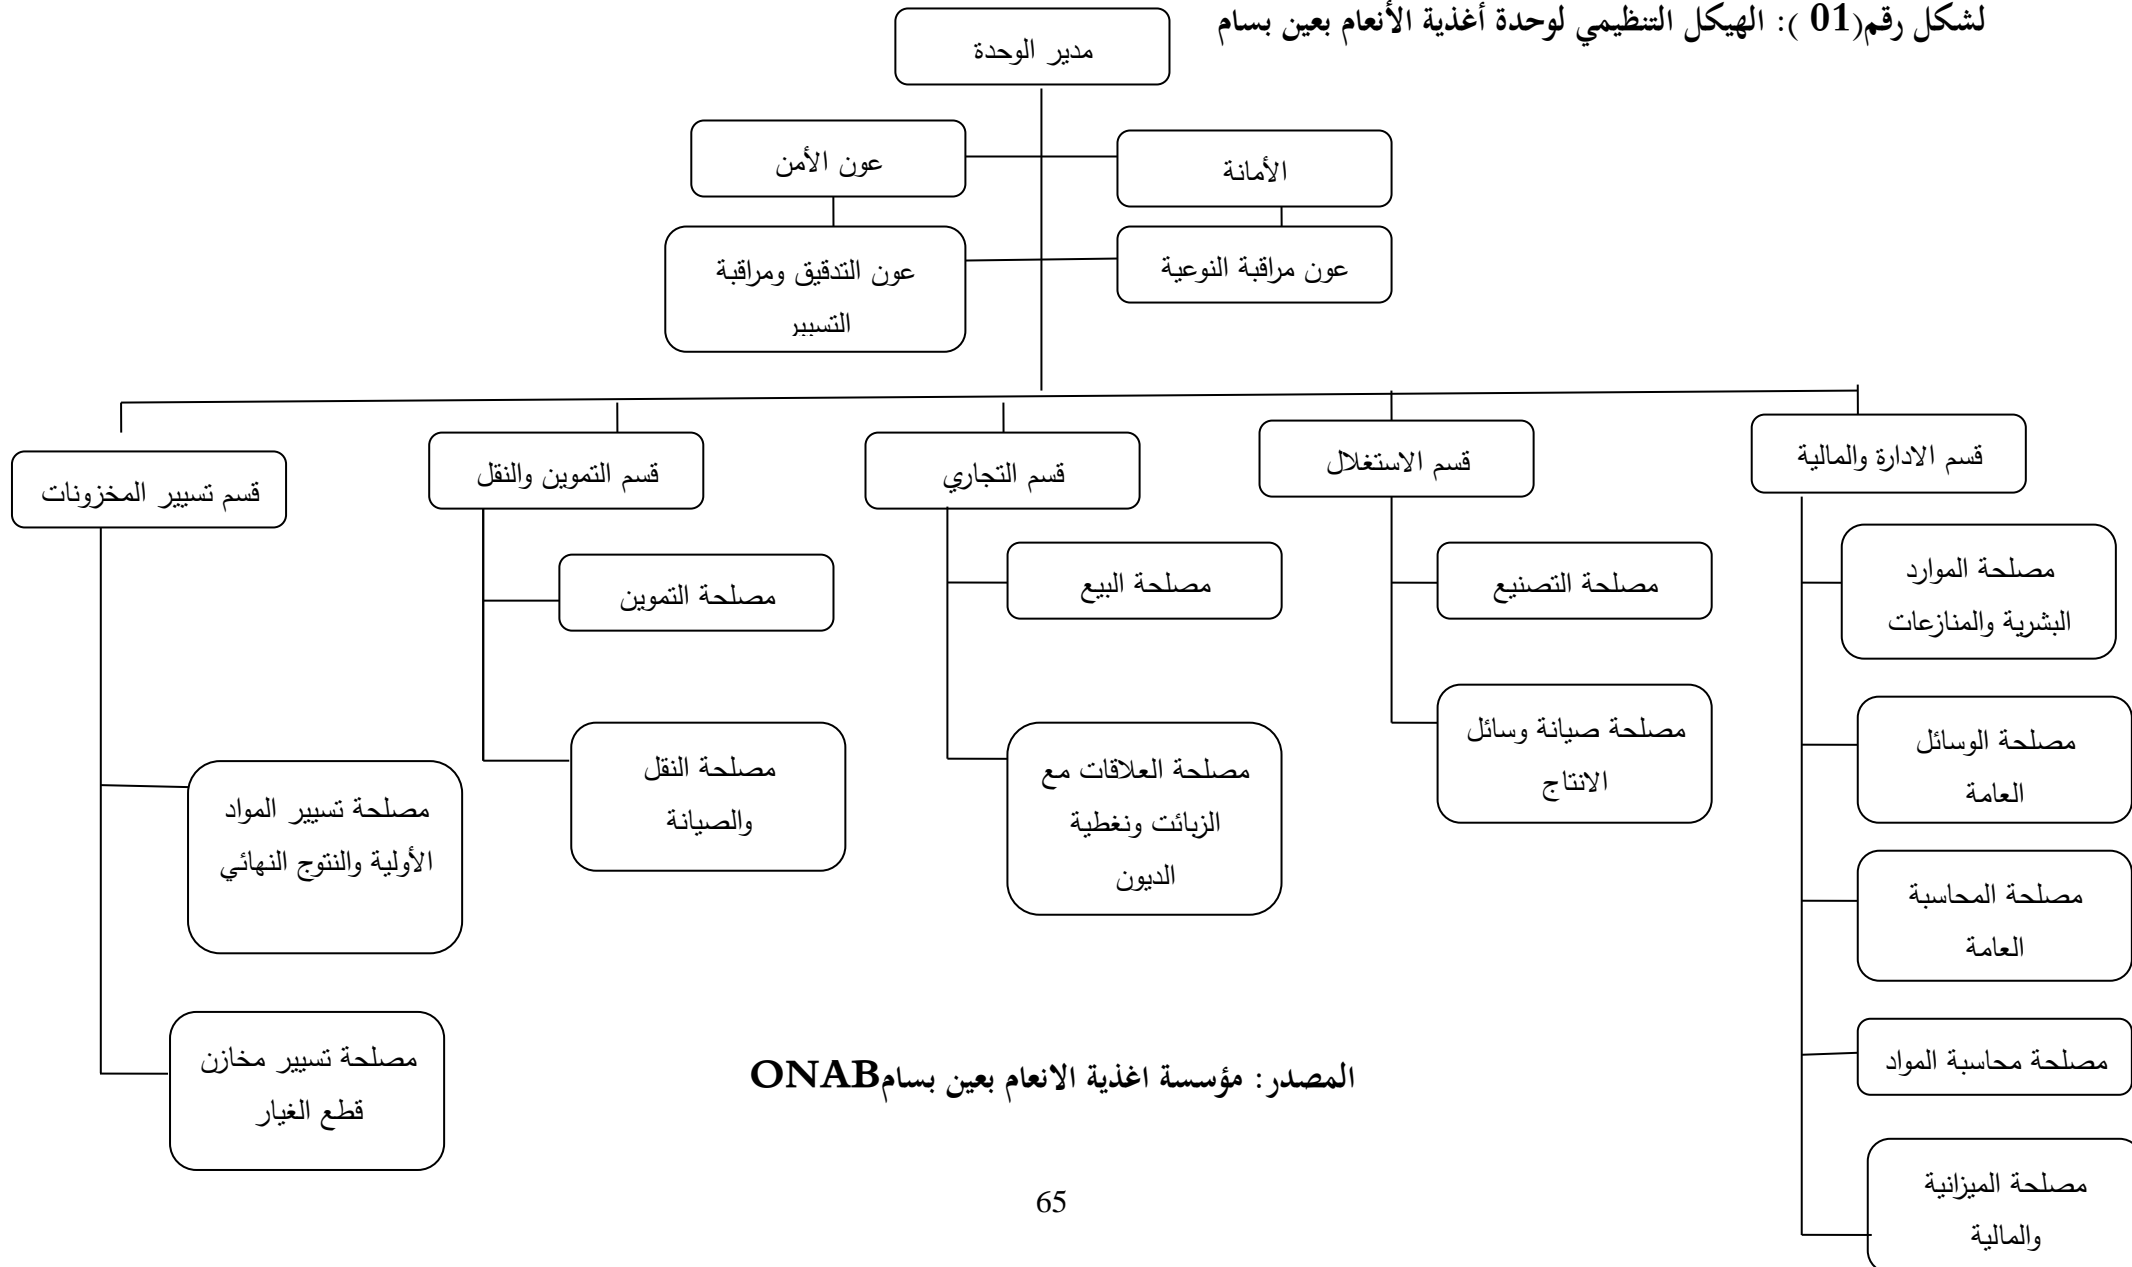 لشكل رقم(01 ): الهيكل التنظيمي لوحدة أغذية الأنعام بعين بسام
مدير الوحدة
الأمانة
عون الأمن
عون مراقبة النوعية
عون التدقيق ومراقبة
التسيير
قسم الادارة والمالية
قسم الاستغلال
قسم التجاري
قسم التموين والنقل
قسم تسيير المخزونات
مصلحة الموارد
البشرية والمنازعات
مصلحة الوسائل
العامة
مصلحة المحاسبة
العامة
مصلحة محاسبة المواد
مصلحة الميزانية
والمالية
مصلحة التصنيع
مصلحة صيانة وسائل
الانتاج
مصلحة البيع
مصلحة العلاقات مع
الزبائت ونغطية
الديون
مصلحة التموين
مصلحة النقل
والصيانة
مصلحة تسيير المواد
الأولية والنتوج النهائي
مصلحة تسيير مخازن
قطع الغيار
المصدر: مؤسسة اغذية الانعام بعين بسامONAB
65